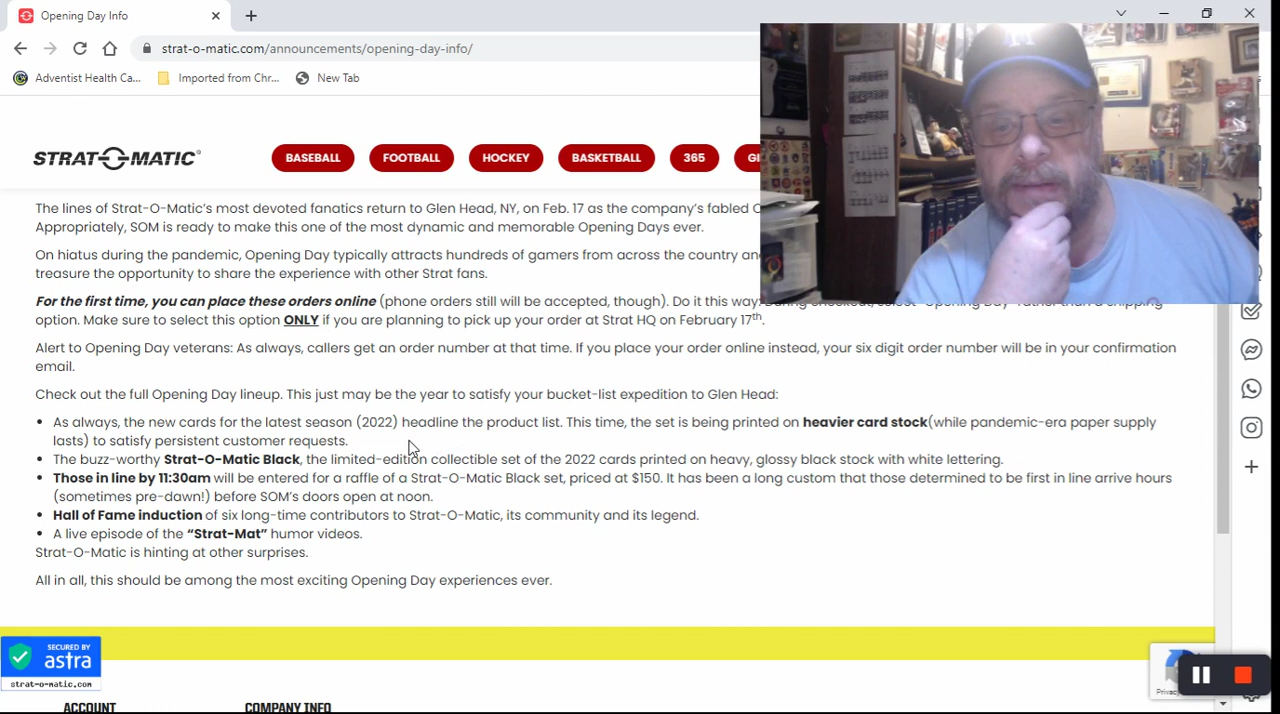 Opening Day Info
strat-o-matic.com/announcements/opening-day-info/
Adventist Health Ca... Imported from Chr... New Tab
STRAT-O-MATIC® BASEBALL FOOTBALL HOCKEY BASKETBALL 365
The lines of Strat-O-Matic's most devoted fanatics return to Glen Head, NY, on Feb. 17 as the company's fabled
Appropriately, SOM is ready to make this one of the most dynamic and memorable Opening Days ever.
On hiatus during the pandemic, Opening Day typically attracts hundreds of gamers from across the country and
treasure the opportunity to share the experience with other Strat fans.
For the first time, you can place these orders online (phone orders still will be accepted, though). Do it this way: During checkout, select "Opening Day" rather than a shipping
option. Make sure to select this option ONLY if you are planning to pick up your order at Strat HQ on February 17th.
Alert to Opening Day veterans: As always, callers get an order number at that time. If you place your order online instead, your six digit order number will be in your confirmation
email.
Check out the full Opening Day lineup. This just may be the year to satisfy your bucket-list expedition to Glen Head:
• As always, the new cards for the latest season (2022) headline the product list. This time, the set is being printed on heavier card stock(while pandemic-era paper supply
lasts) to satisfy persistent customer requests.
• The buzz-worthy Strat-O-Matic Black, the limited-edition collectible set of the 2022 cards printed on heavy, glossy black stock with white lettering.
• Those in line by 11:30am will be entered for a raffle of a Strat-O-Matic Black set, priced at $150. It has been a long custom that those determined to be first in line arrive hours
(sometimes pre-dawn!) before SOM's doors open at noon.
• Hall of Fame induction of six long-time contributors to Strat-O-Matic, its community and its legend.
• A live episode of the "Strat-Mat" humor videos.
Strat-O-Matic is hinting at other surprises.
All in all, this should be among the most exciting Opening Day experiences ever.
SECURED BY
astra
strat-o-matic.com
ACCOUNT COMPANY INFO